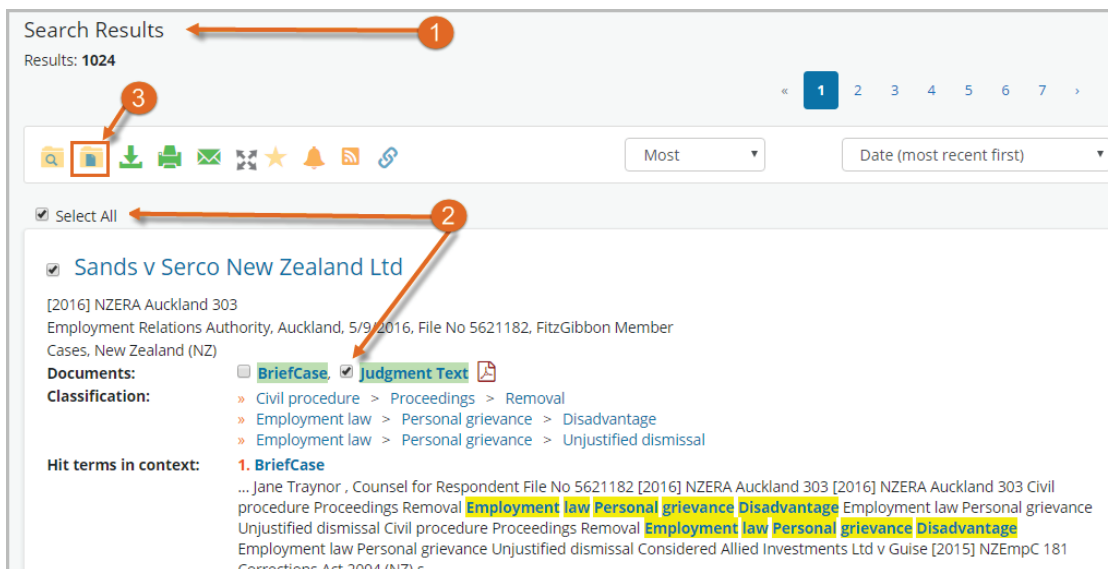 Search Results
1
Results: 1024
3
« 1 2 3 4 5 6 7 ›
Most
Date (most recent first)
Select All
2
Sands v Serco New Zealand Ltd
[2016] NZERA Auckland 303
Employment Relations Authority, Auckland, 5/9/2016, File No 5621182, FitzGibbon Member
Cases, New Zealand (NZ)
Documents: BriefCase, Judgment Text
Classification: » Civil procedure > Proceedings > Removal
» Employment law > Personal grievance > Disadvantage
» Employment law > Personal grievance > Unjustified dismissal
Hit terms in context: 1. BriefCase
... Jane Traynor , Counsel for Respondent File No 5621182 [2016] NZERA Auckland 303 [2016] NZERA Auckland 303 Civil
procedure Proceedings Removal Employment law Personal grievance Disadvantage Employment law Personal grievance
Unjustified dismissal Civil procedure Proceedings Removal Employment law Personal grievance Disadvantage
Employment law Personal grievance Unjustified dismissal Considered Allied Investments Ltd v Guise [2015] NZEmpC 181
Corrections Act 2004 (NZ) s